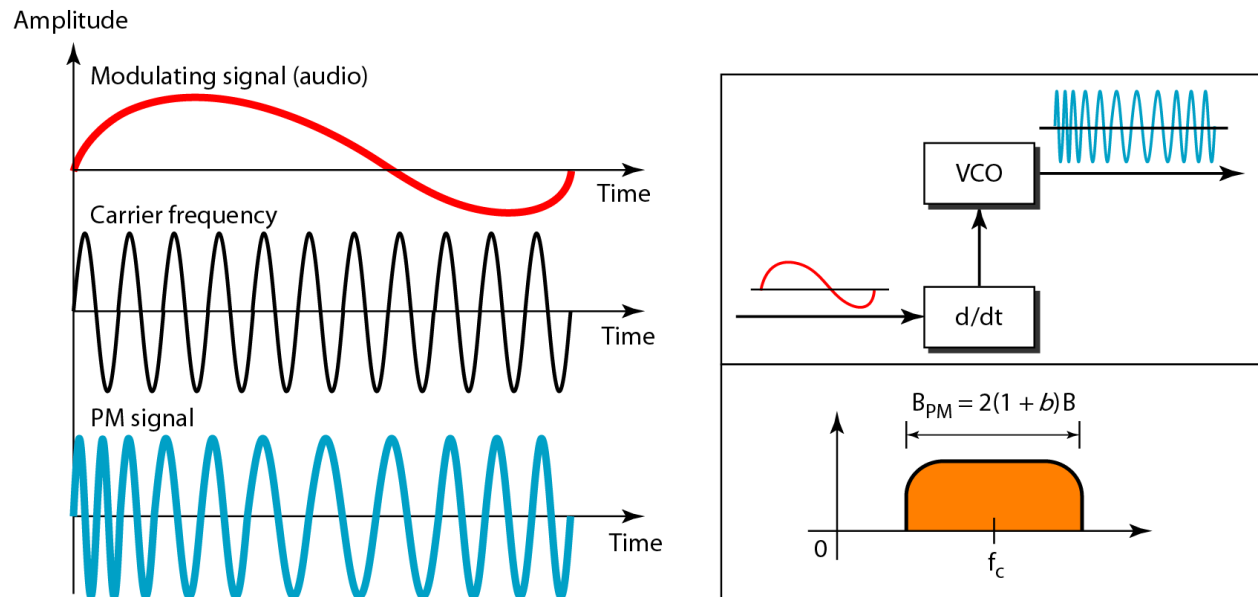 Amplitude
Modulating signal (audio)
Time
Carrier frequency
Time
PM signal
Time
VCO
d/dt
B_PM = 2(1 + b)B
0
f_c